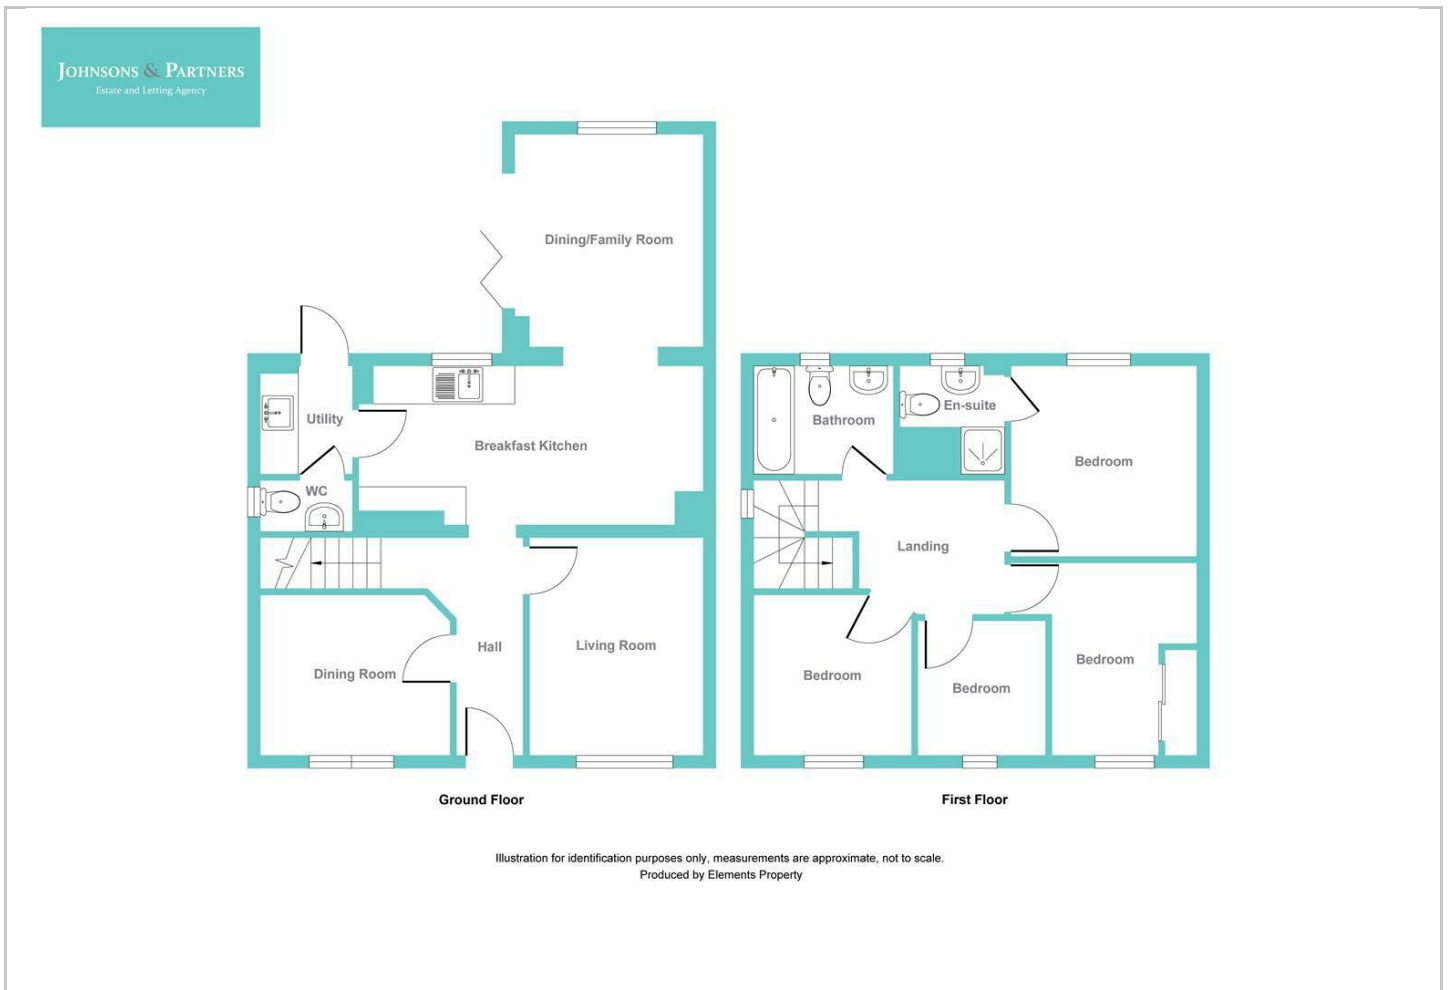 JOHNSONS & PARTNERS
Estate and Letting Agency
Dining/Family Room
Utility
Breakfast Kitchen
WC
Hall
Living Room
Dining Room
Ground Floor
Bathroom
En-suite
Bedroom
Landing
Bedroom
Bedroom
Bedroom
First Floor
Illustration for identification purposes only, measurements are approximate, not to scale.
Produced by Elements Property